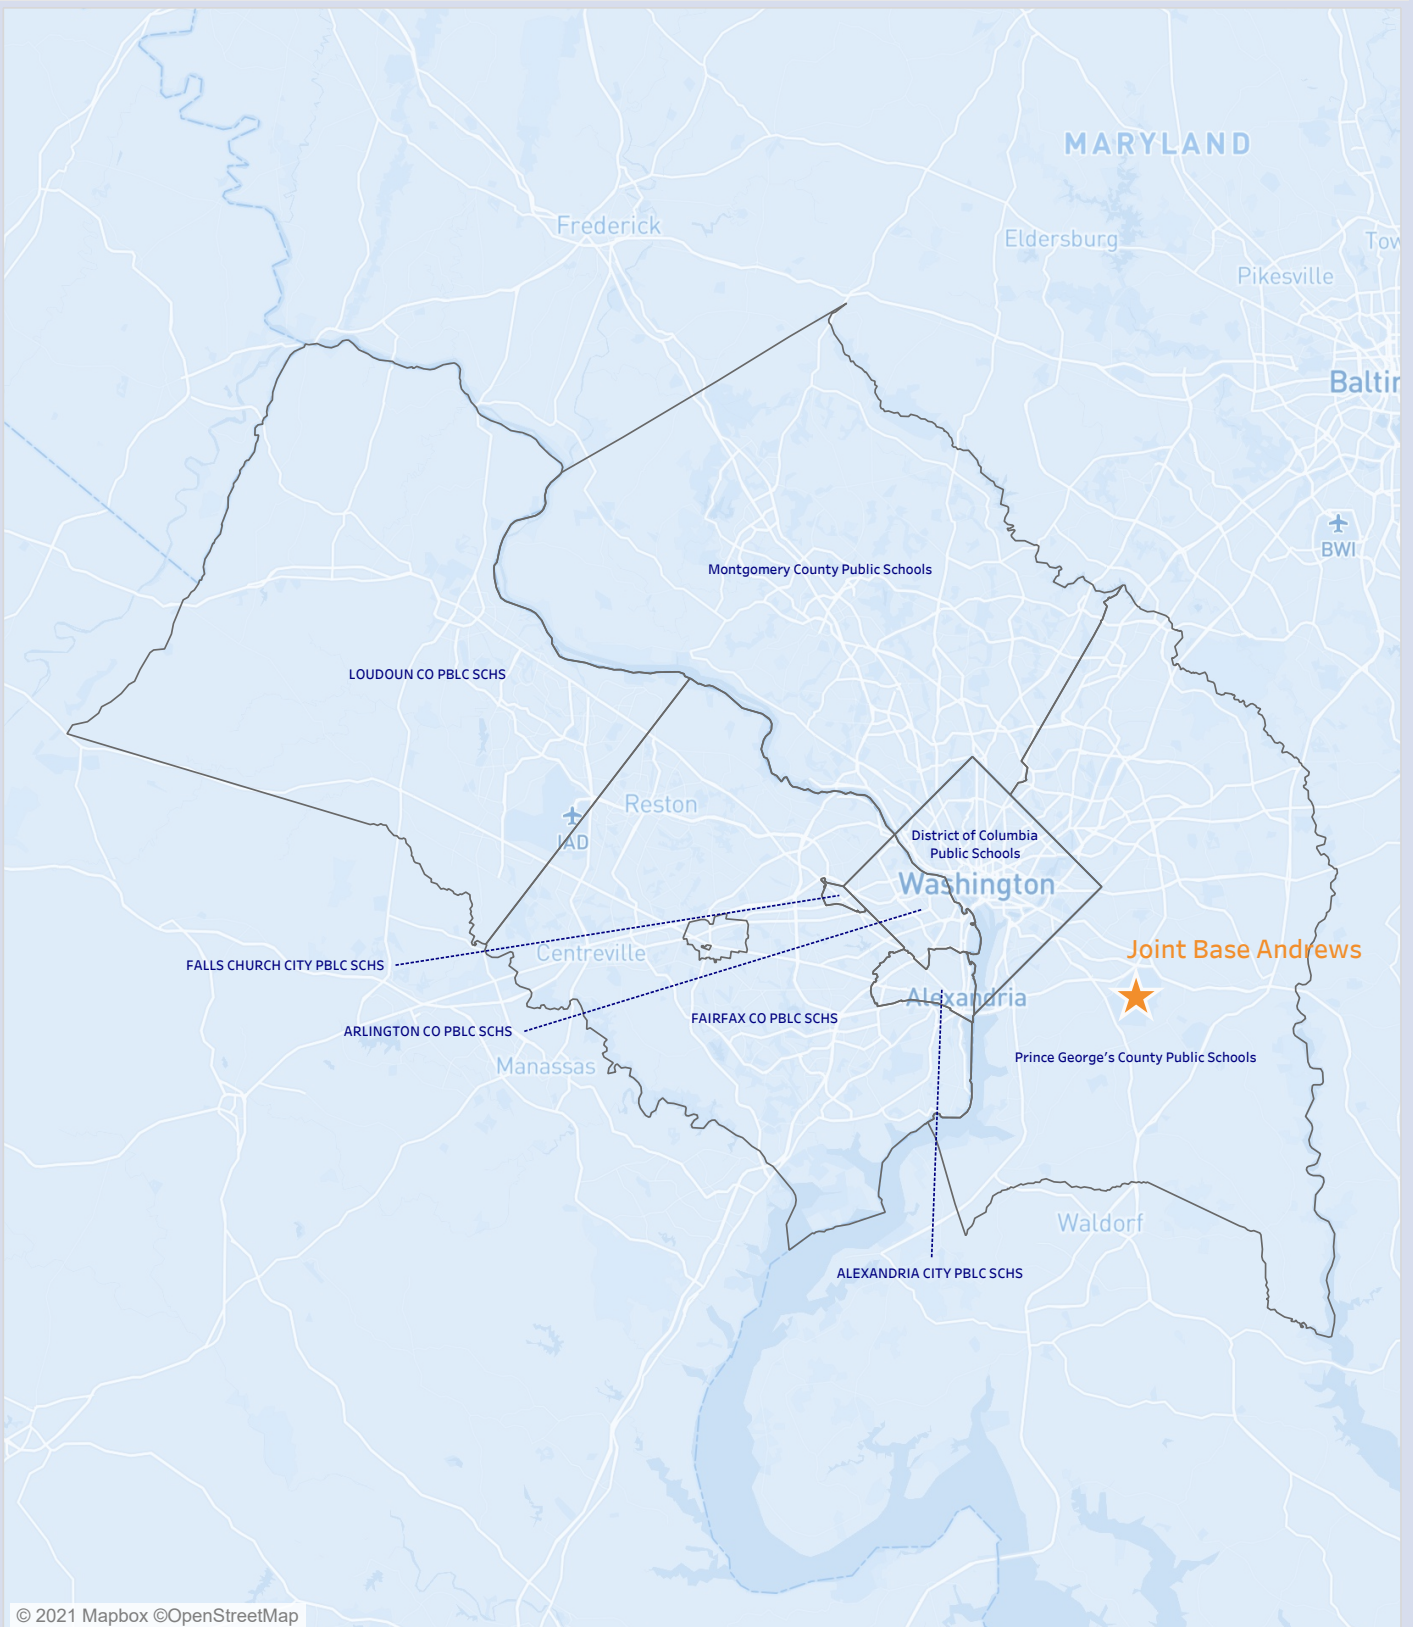 MARYLAND
Frederick
Eldersburg
Tow
Pikesville
Baltir
BWI
Montgomery County Public Schools
LOUDOUN CO PBLC SCHS
Reston
IAD
District of Columbia
Public Schools
Washington
Joint Base Andrews
Centreville
FALLS CHURCH CITY PBLC SCHS
Alexandria
FAIRFAX CO PBLC SCHS
ARLINGTON CO PBLC SCHS
Prince George's County Public Schools
Manassas
Waldorf
ALEXANDRIA CITY PBLC SCHS
© 2021 Mapbox ©OpenStreetMap